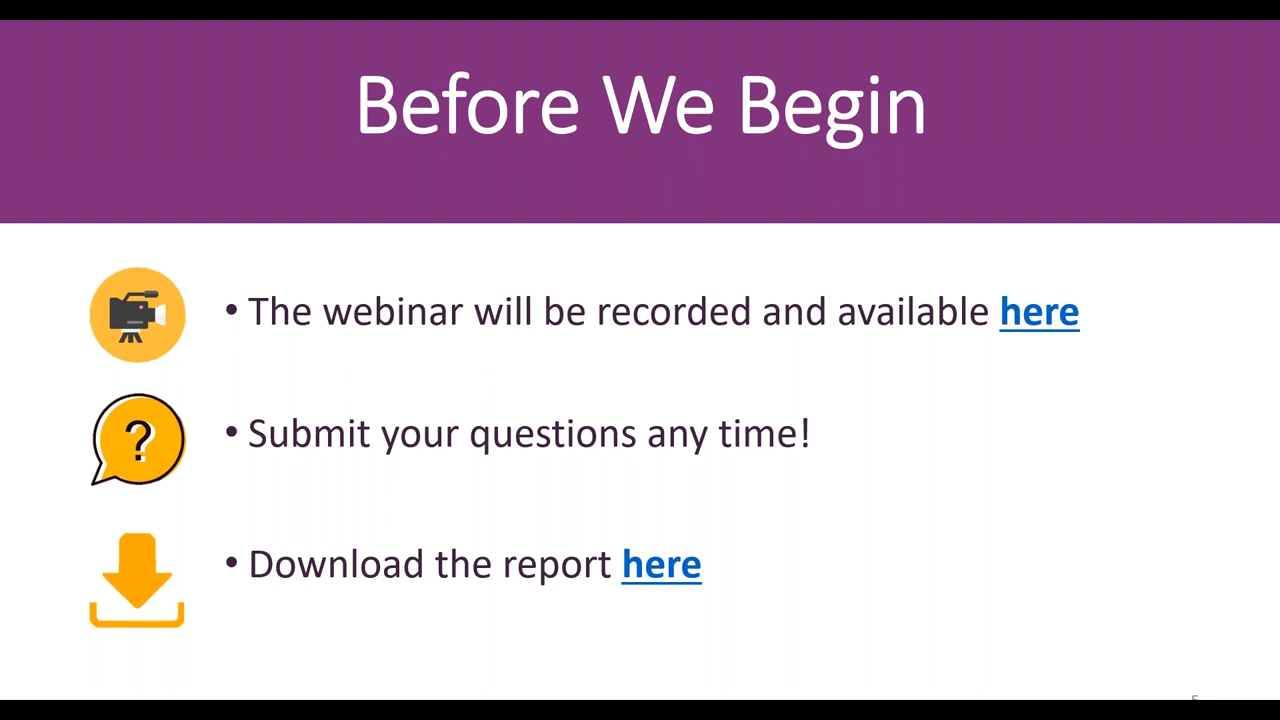 Before We Begin
• The webinar will be recorded and available here
?
• Submit your questions any time!
• Download the report here